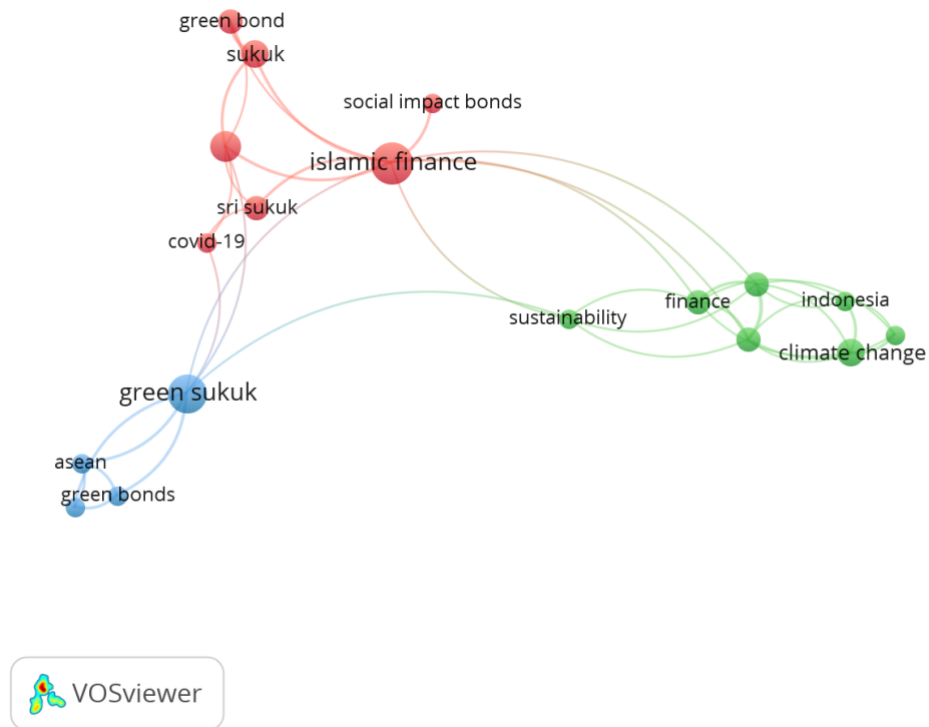 green bond
sukuk
social impact bonds
islamic finance
sri sukuk
covid-19
finance
indonesia
sustainability
climate change
green sukuk
asean
green bonds
VOSviewer